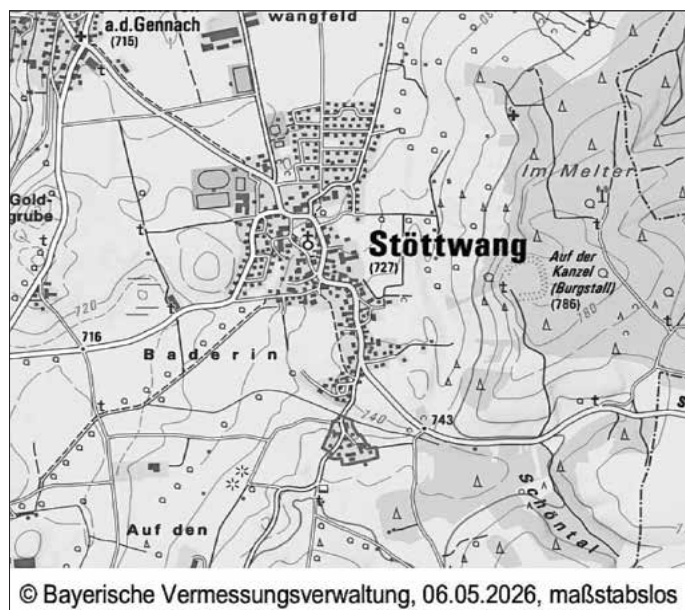 a.d.Gennach
(715)
wangfeld
Im Melter
Gold-
grube
Stöttwang
(727)
Auf der
Kanzel
(Burgstall)
(786)
720
780
716
Baderin
740
743
Schöntal
Auf den
© Bayerische Vermessungsverwaltung, 06.05.2026, maßstabslos